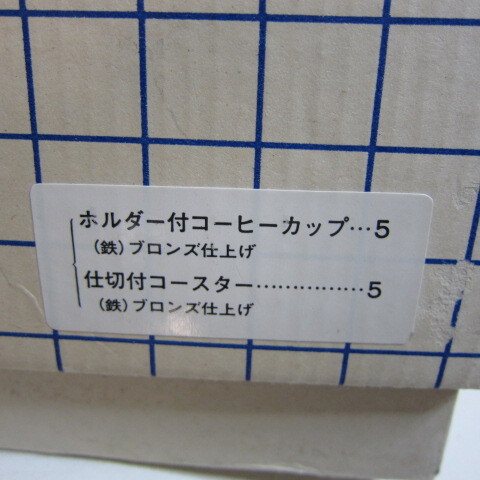 ホルダー付コーヒーカップ…5
(鉄)ブロンズ仕上げ
仕切付コースター……………5
(鉄)ブロンズ仕上げ